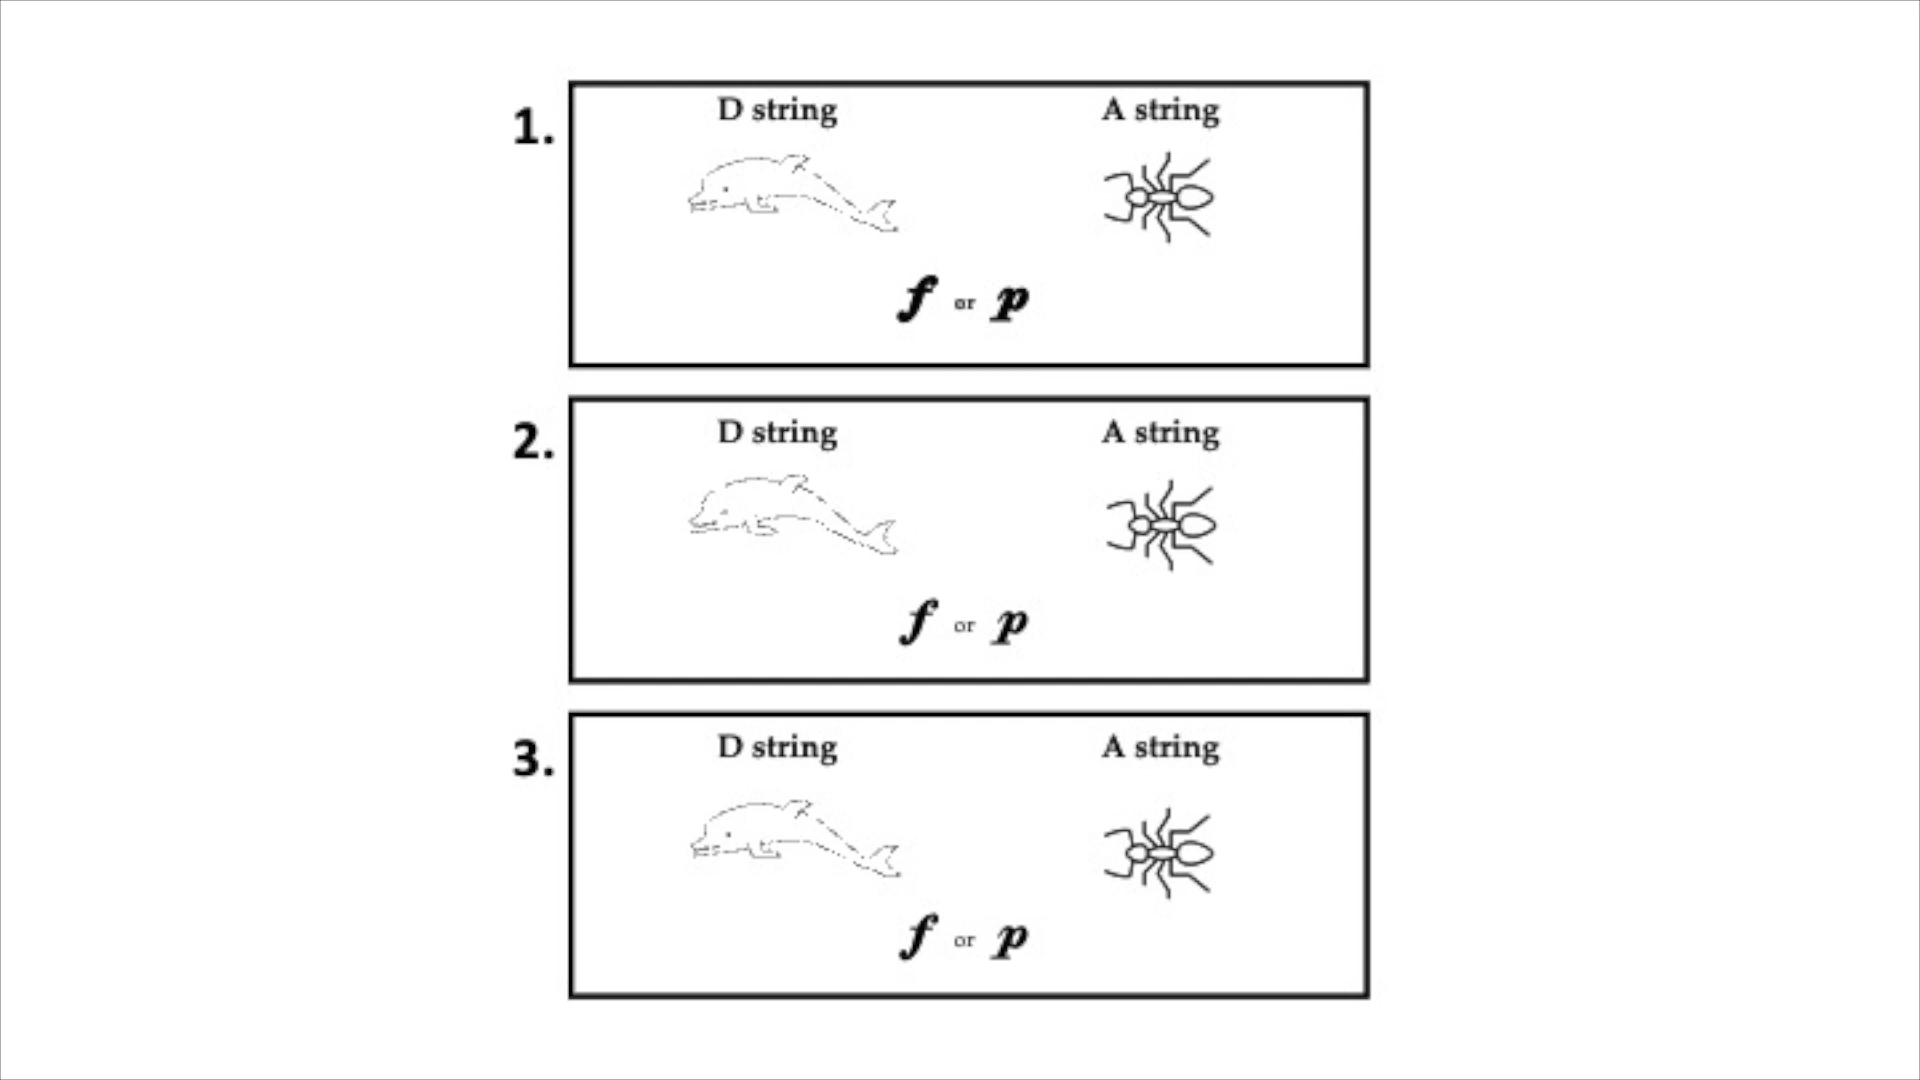 1.
D string A string
f or p
2.
D string A string
f or p
3.
D string A string
f or p